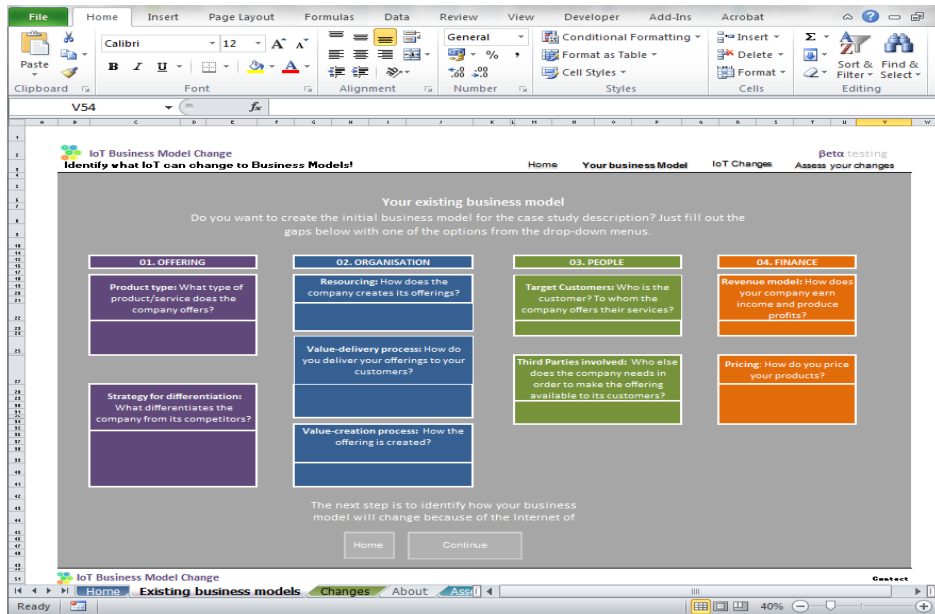 File Home Insert Page Layout Formulas Data Review View Developer Add-Ins Acrobat
Paste
Calibri 12 A A
B I U A
General
% ,
Conditional Formatting
Format as Table
Cell Styles
Insert
Delete
Format
Σ
Sort & Filter
Find & Select
Clipboard Font Alignment Number Styles Cells Editing
V54 fx
IoT Business Model Change
Identify what IoT can change to Business Models!
Home Your business Model IoT Changes Assess your changes
βeta testing
Your existing business model
Do you want to create the initial business model for the case study description? Just fill out the
gaps below with one of the options from the drop-down menus.
01. OFFERING
Product type: What type of
product/service does the
company offers?
Strategy for differentiation:
What differentiates the
company from its competitors?
02. ORGANISATION
Resourcing: How does the
company creates its offerings?
Value-delivery process: How do
you deliver your offerings to your
customers?
Value-creation process: How the
offering is created?
03. PEOPLE
Target Customers: Who is the
customer? To whom the
company offers their services?
Third Parties involved: Who else
does the company needs in
order to make the offering
available to its customers?
04. FINANCE
Revenue model: How does
your company earn
income and produce
profits?
Pricing: How do you price
your products?
The next step is to identify how your business
model will change because of the Internet of
Home Continue
IoT Business Model Change
Contact
Home Existing business models Changes About Asse
Ready 40%